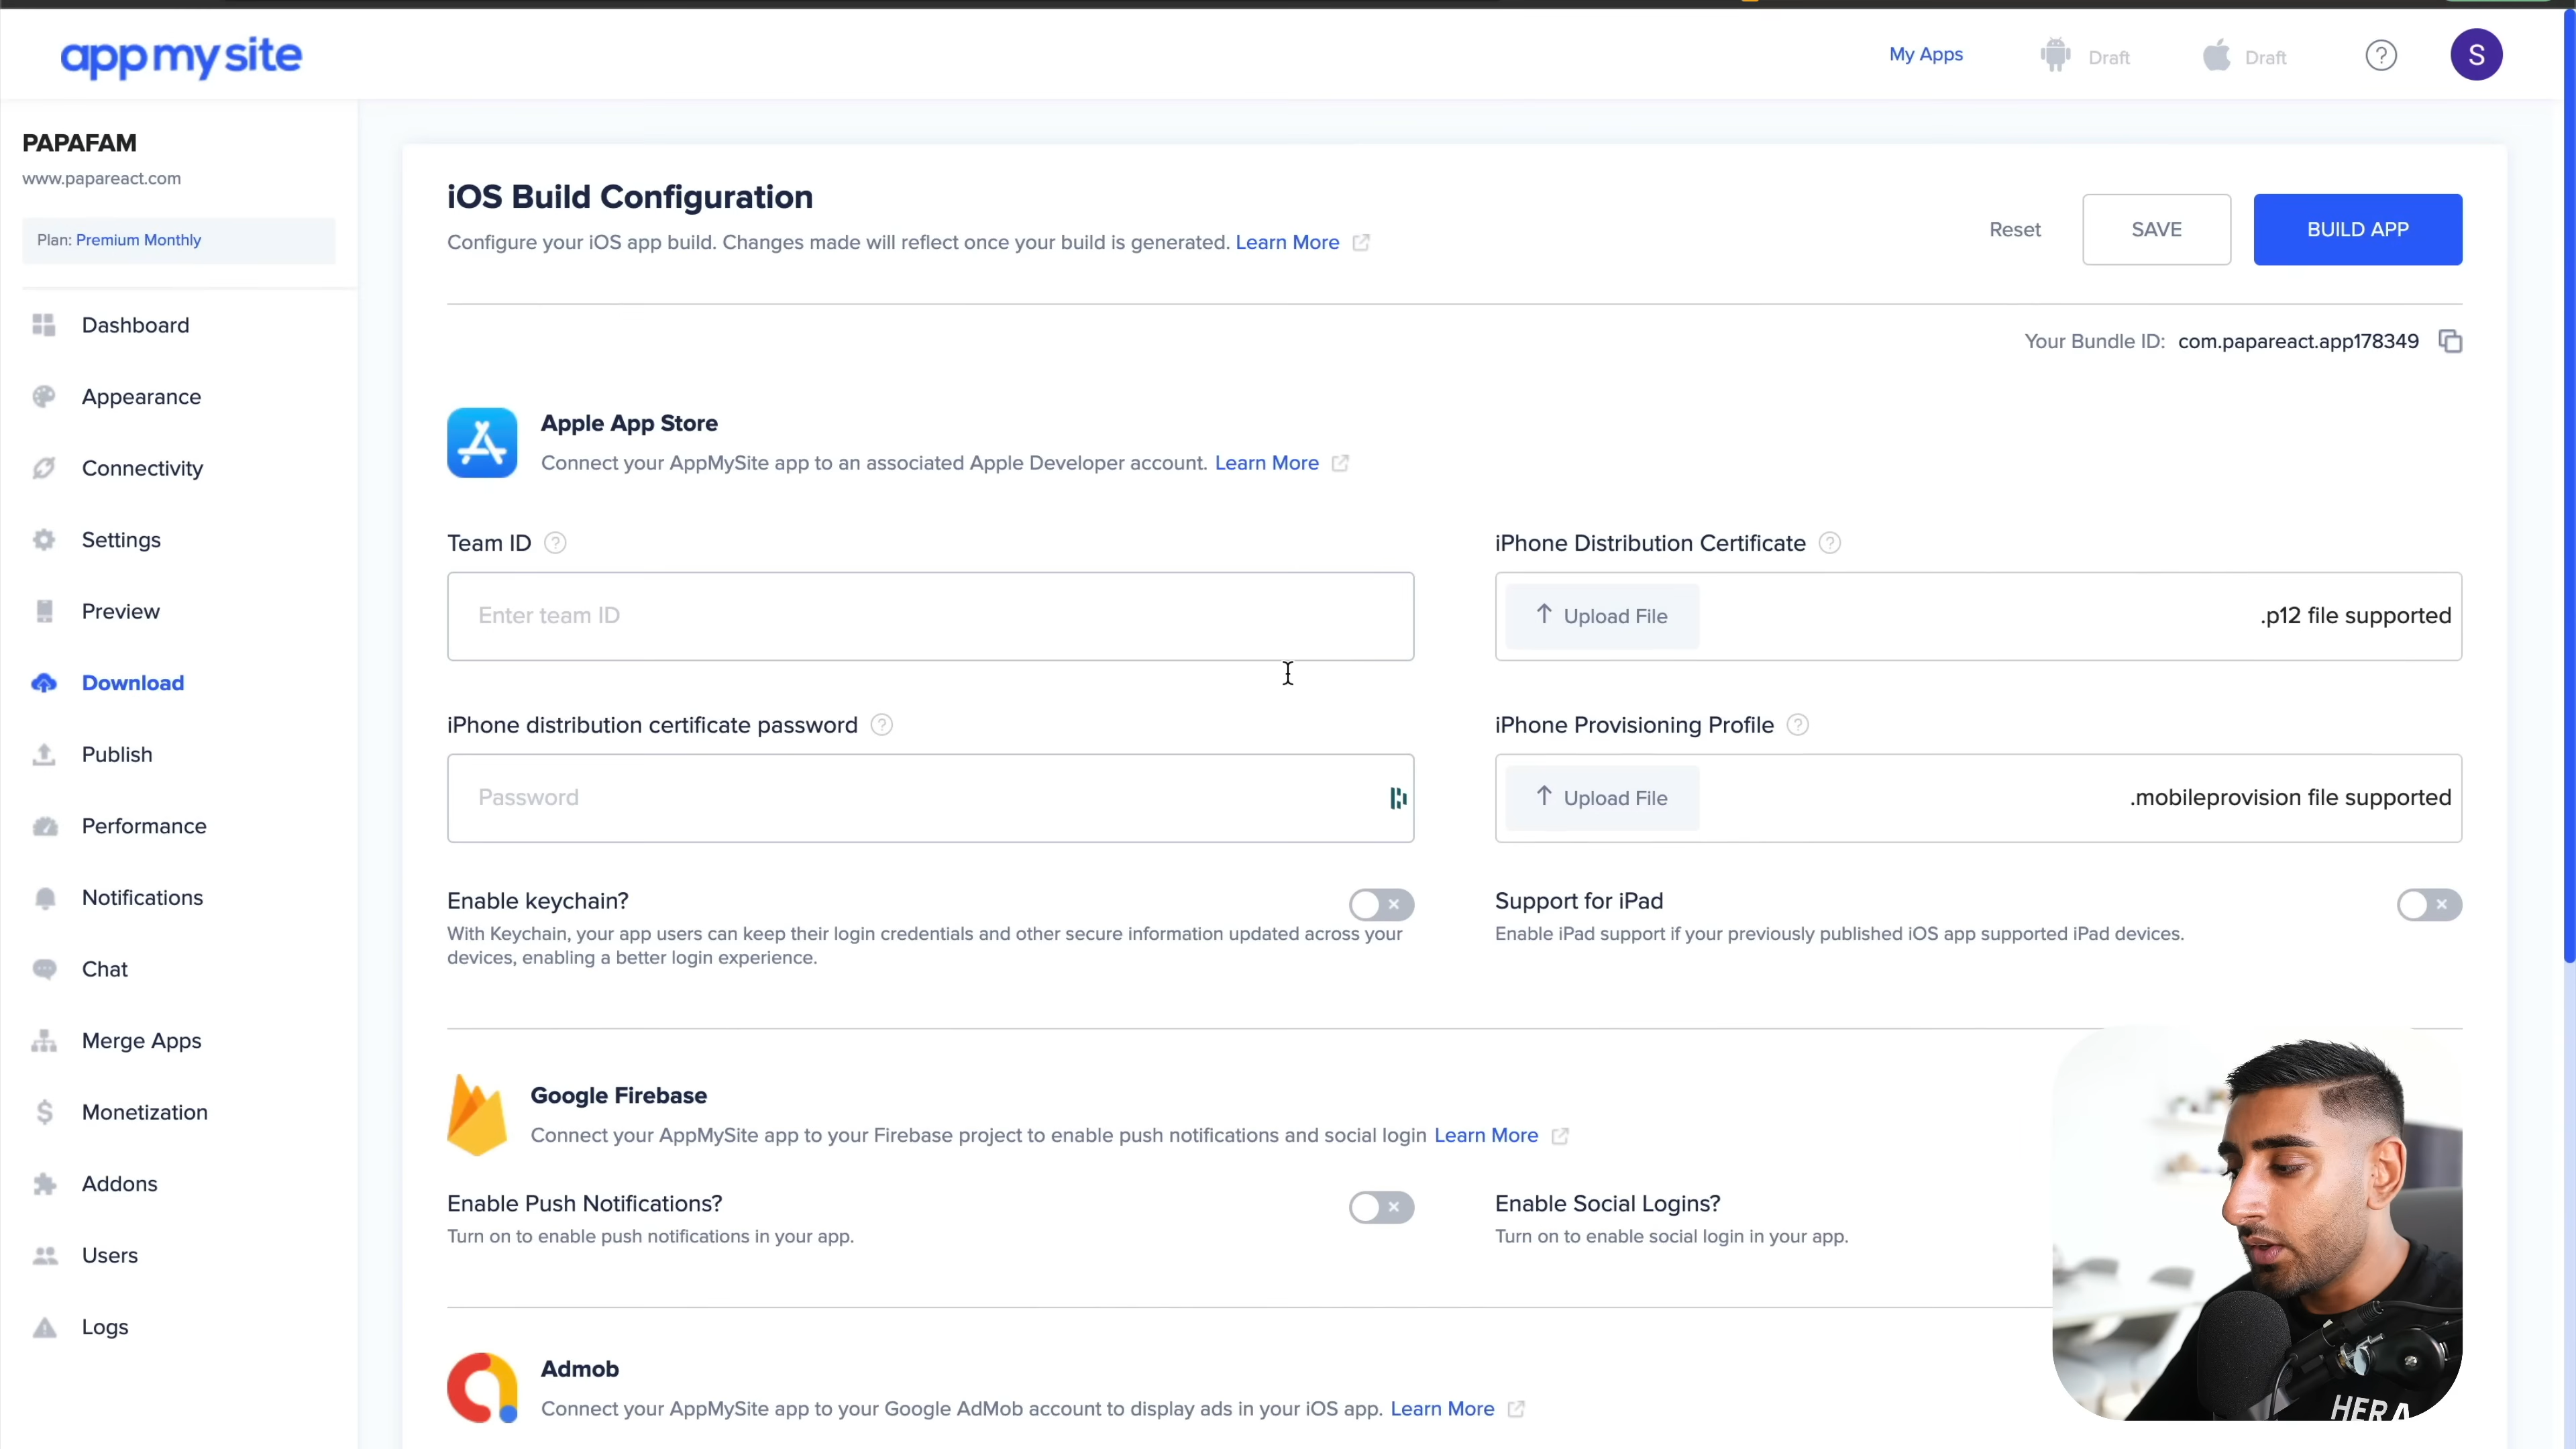 app my site
My Apps
Draft
Draft
?
S
PAPAFAM
www.papareact.com
Plan: Premium Monthly
Dashboard
Appearance
Connectivity
Settings
Preview
Download
Publish
Performance
Notifications
Chat
Merge Apps
Monetization
Addons
Users
Logs
iOS Build Configuration
Configure your iOS app build. Changes made will reflect once your build is generated. Learn More
Reset
SAVE
BUILD APP
Your Bundle ID: com.papareact.app178349
Apple App Store
Connect your AppMySite app to an associated Apple Developer account. Learn More
Team ID ?
Enter team ID
iPhone Distribution Certificate ?
Upload File
.p12 file supported
iPhone distribution certificate password ?
Password
iPhone Provisioning Profile ?
Upload File
.mobileprovision file supported
Enable keychain?
With Keychain, your app users can keep their login credentials and other secure information updated across your
devices, enabling a better login experience.
Support for iPad
Enable iPad support if your previously published iOS app supported iPad devices.
Google Firebase
Connect your AppMySite app to your Firebase project to enable push notifications and social login Learn More
Enable Push Notifications?
Turn on to enable push notifications in your app.
Enable Social Logins?
Turn on to enable social login in your app.
Admob
Connect your AppMySite app to your Google AdMob account to display ads in your iOS app. Learn More